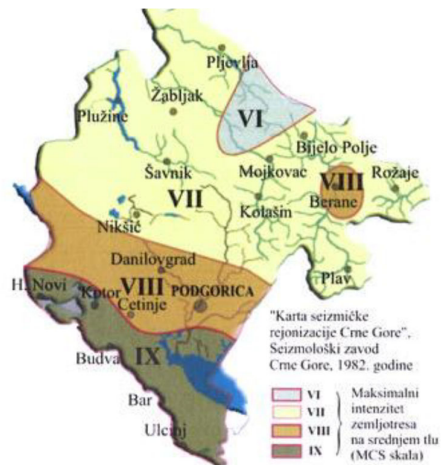 Pljevlja
Žabljak
Plužine
VI
Bijelo Polje
Šavnik
Mojkovac
VIII
Rožaje
VII
Berane
Kolašin
Nikšić
Danilovgrad
Plav
H. Novi
VIII
PODGORICA
Kotor
Cetinje
"Karta seizmičke
rejonizacije Crne Gore",
Seizmološki zavod
Crne Gore, 1982. godine
IX
Budva
Bar
Ulcinj
VI
VII
VIII
IX
Maksimalni
intenzitet
zemljotresa
na srednjem tlu
(MCS skala)